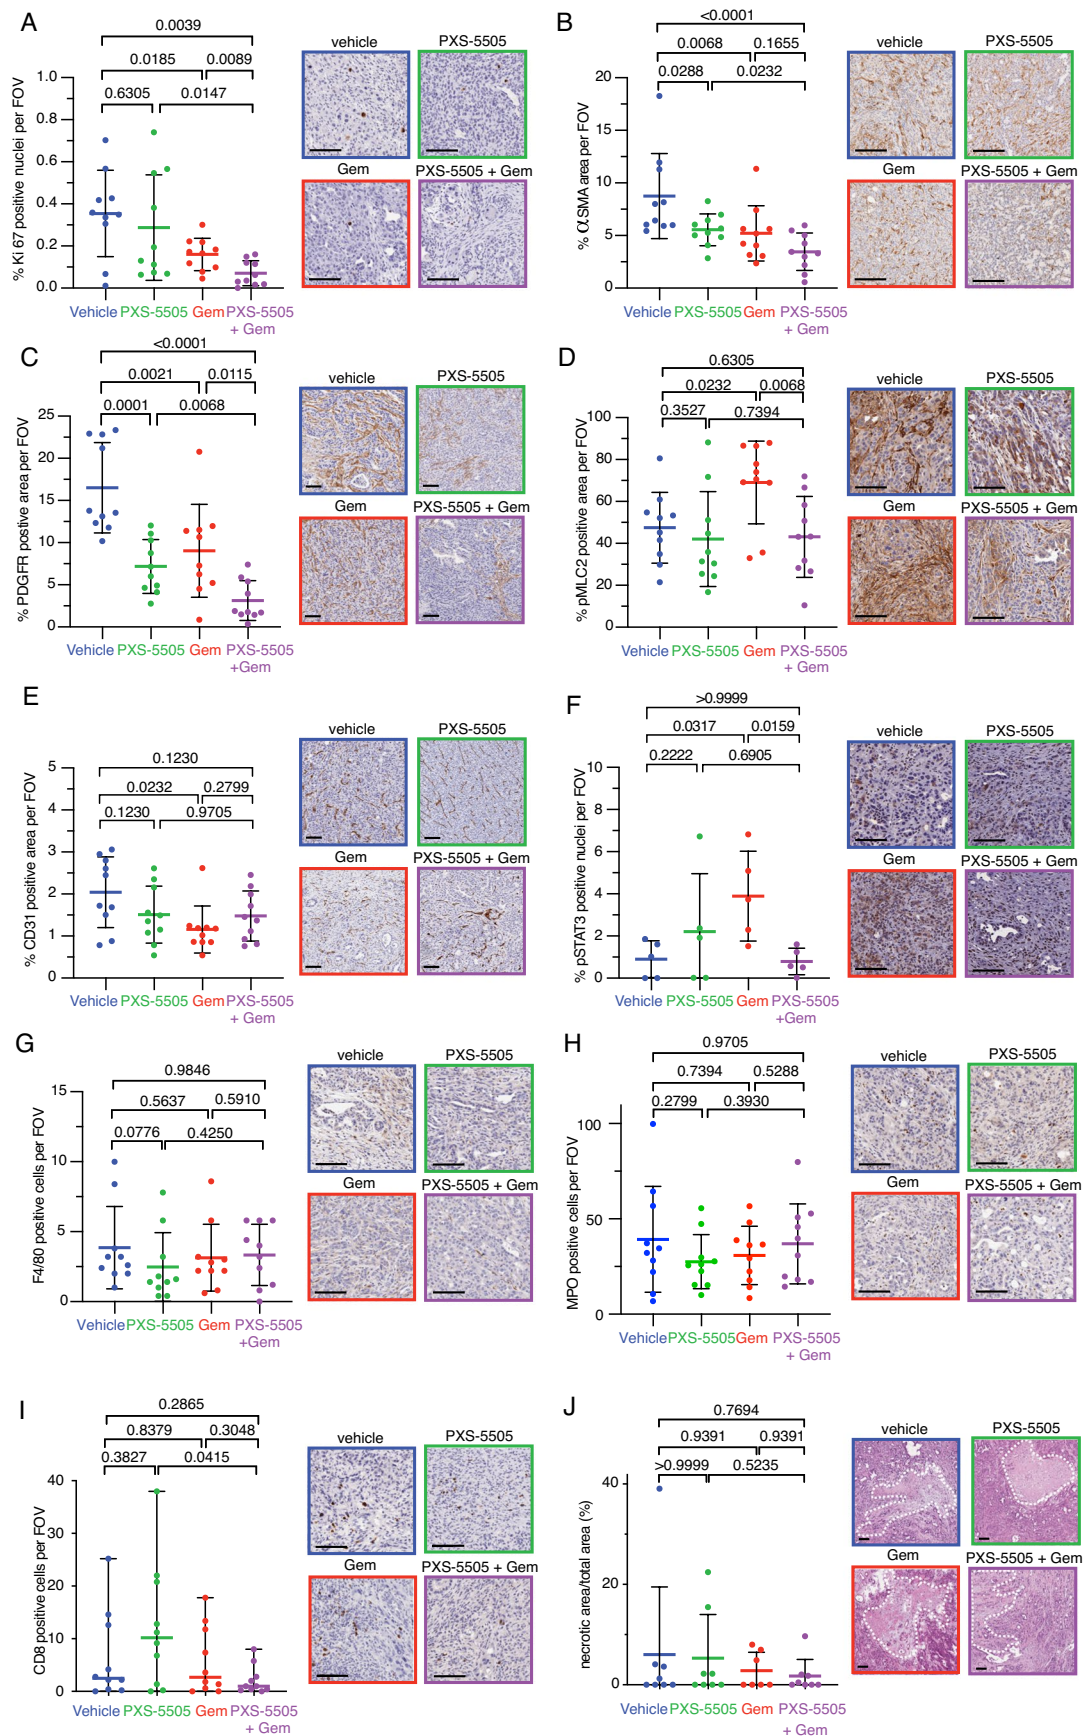 A
0.0039
0.0185
0.0089
0.6305
0.0147
% Ki 67 positive nuclei per FOV
1.0
0.8
0.6
0.4
0.2
0.0
Vehicle PXS-5505 Gem PXS-5505
+ Gem
vehicle
PXS-5505
Gem
PXS-5505 + Gem
B
<0.0001
0.0068
0.1655
0.0288
0.0232
% αSMA area per FOV
20
15
10
5
0
Vehicle PXS-5505 Gem PXS-5505
+ Gem
vehicle
PXS-5505
Gem
PXS-5505 + Gem
C
<0.0001
0.0021
0.0115
0.0001
0.0068
% PDGFR positive area per FOV
25
20
15
10
5
0
Vehicle PXS-5505 Gem PXS-5505
+Gem
vehicle
PXS-5505
Gem
PXS-5505 + Gem
D
0.6305
0.0232
0.0068
0.3527
0.7394
% pMLC2 positive area per FOV
100
80
60
40
20
0
Vehicle PXS-5505 Gem PXS-5505
+ Gem
vehicle
PXS-5505
Gem
PXS-5505 + Gem
E
0.1230
0.0232
0.2799
0.1230
0.9705
% CD31 positive area per FOV
5
4
3
2
1
0
Vehicle PXS-5505 Gem PXS-5505
+ Gem
vehicle
PXS-5505
Gem
PXS-5505 + Gem
F
>0.9999
0.0317
0.0159
0.2222
0.6905
% pSTAT3 positive nuclei per FOV
10
8
6
4
2
0
Vehicle PXS-5505 Gem PXS-5505
+Gem
vehicle
PXS-5505
Gem
PXS-5505 + Gem
G
0.9846
0.5637
0.5910
0.0776
0.4250
F4/80 positive cells per FOV
15
10
5
0
Vehicle PXS-5505 Gem PXS-5505
+Gem
vehicle
PXS-5505
Gem
PXS-5505 + Gem
H
0.9705
0.7394
0.5288
0.2799
0.3930
MPO positive cells per FOV
100
50
0
Vehicle PXS-5505 Gem PXS-5505
+ Gem
vehicle
PXS-5505
Gem
PXS-5505 + Gem
I
0.2865
0.8379
0.3048
0.3827
0.0415
CD8 positive cells per FOV
40
30
20
10
0
Vehicle PXS-5505 Gem PXS-5505
+ Gem
vehicle
PXS-5505
Gem
PXS-5505 + Gem
J
0.7694
0.9391
0.9391
>0.9999
0.5235
necrotic area/total area (%)
40
20
0
Vehicle PXS-5505 Gem PXS-5505
+ Gem
vehicle
PXS-5505
Gem
PXS-5505 + Gem